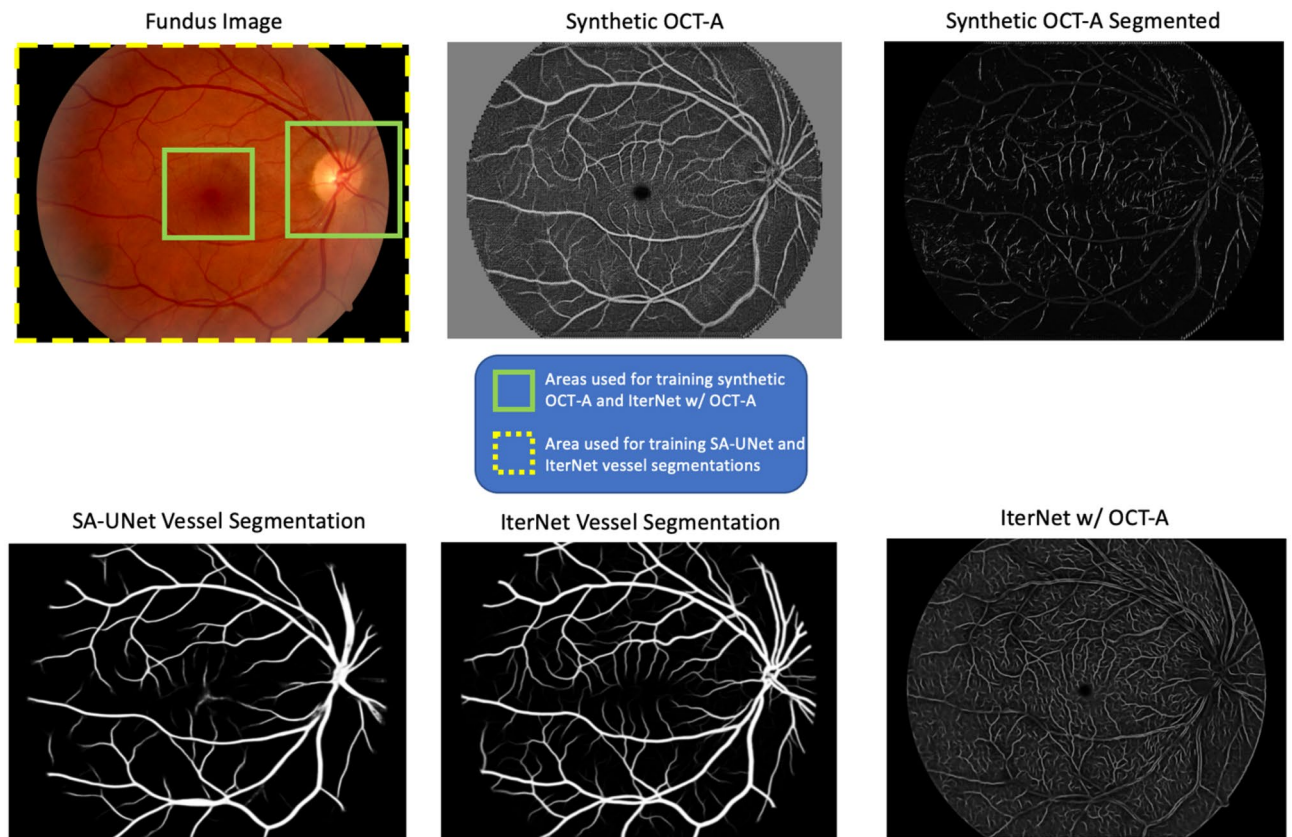 Fundus Image
Synthetic OCT-A
Synthetic OCT-A Segmented
Areas used for training synthetic
OCT-A and IterNet w/ OCT-A
Area used for training SA-UNet and
IterNet vessel segmentations
SA-UNet Vessel Segmentation
IterNet Vessel Segmentation
IterNet w/ OCT-A